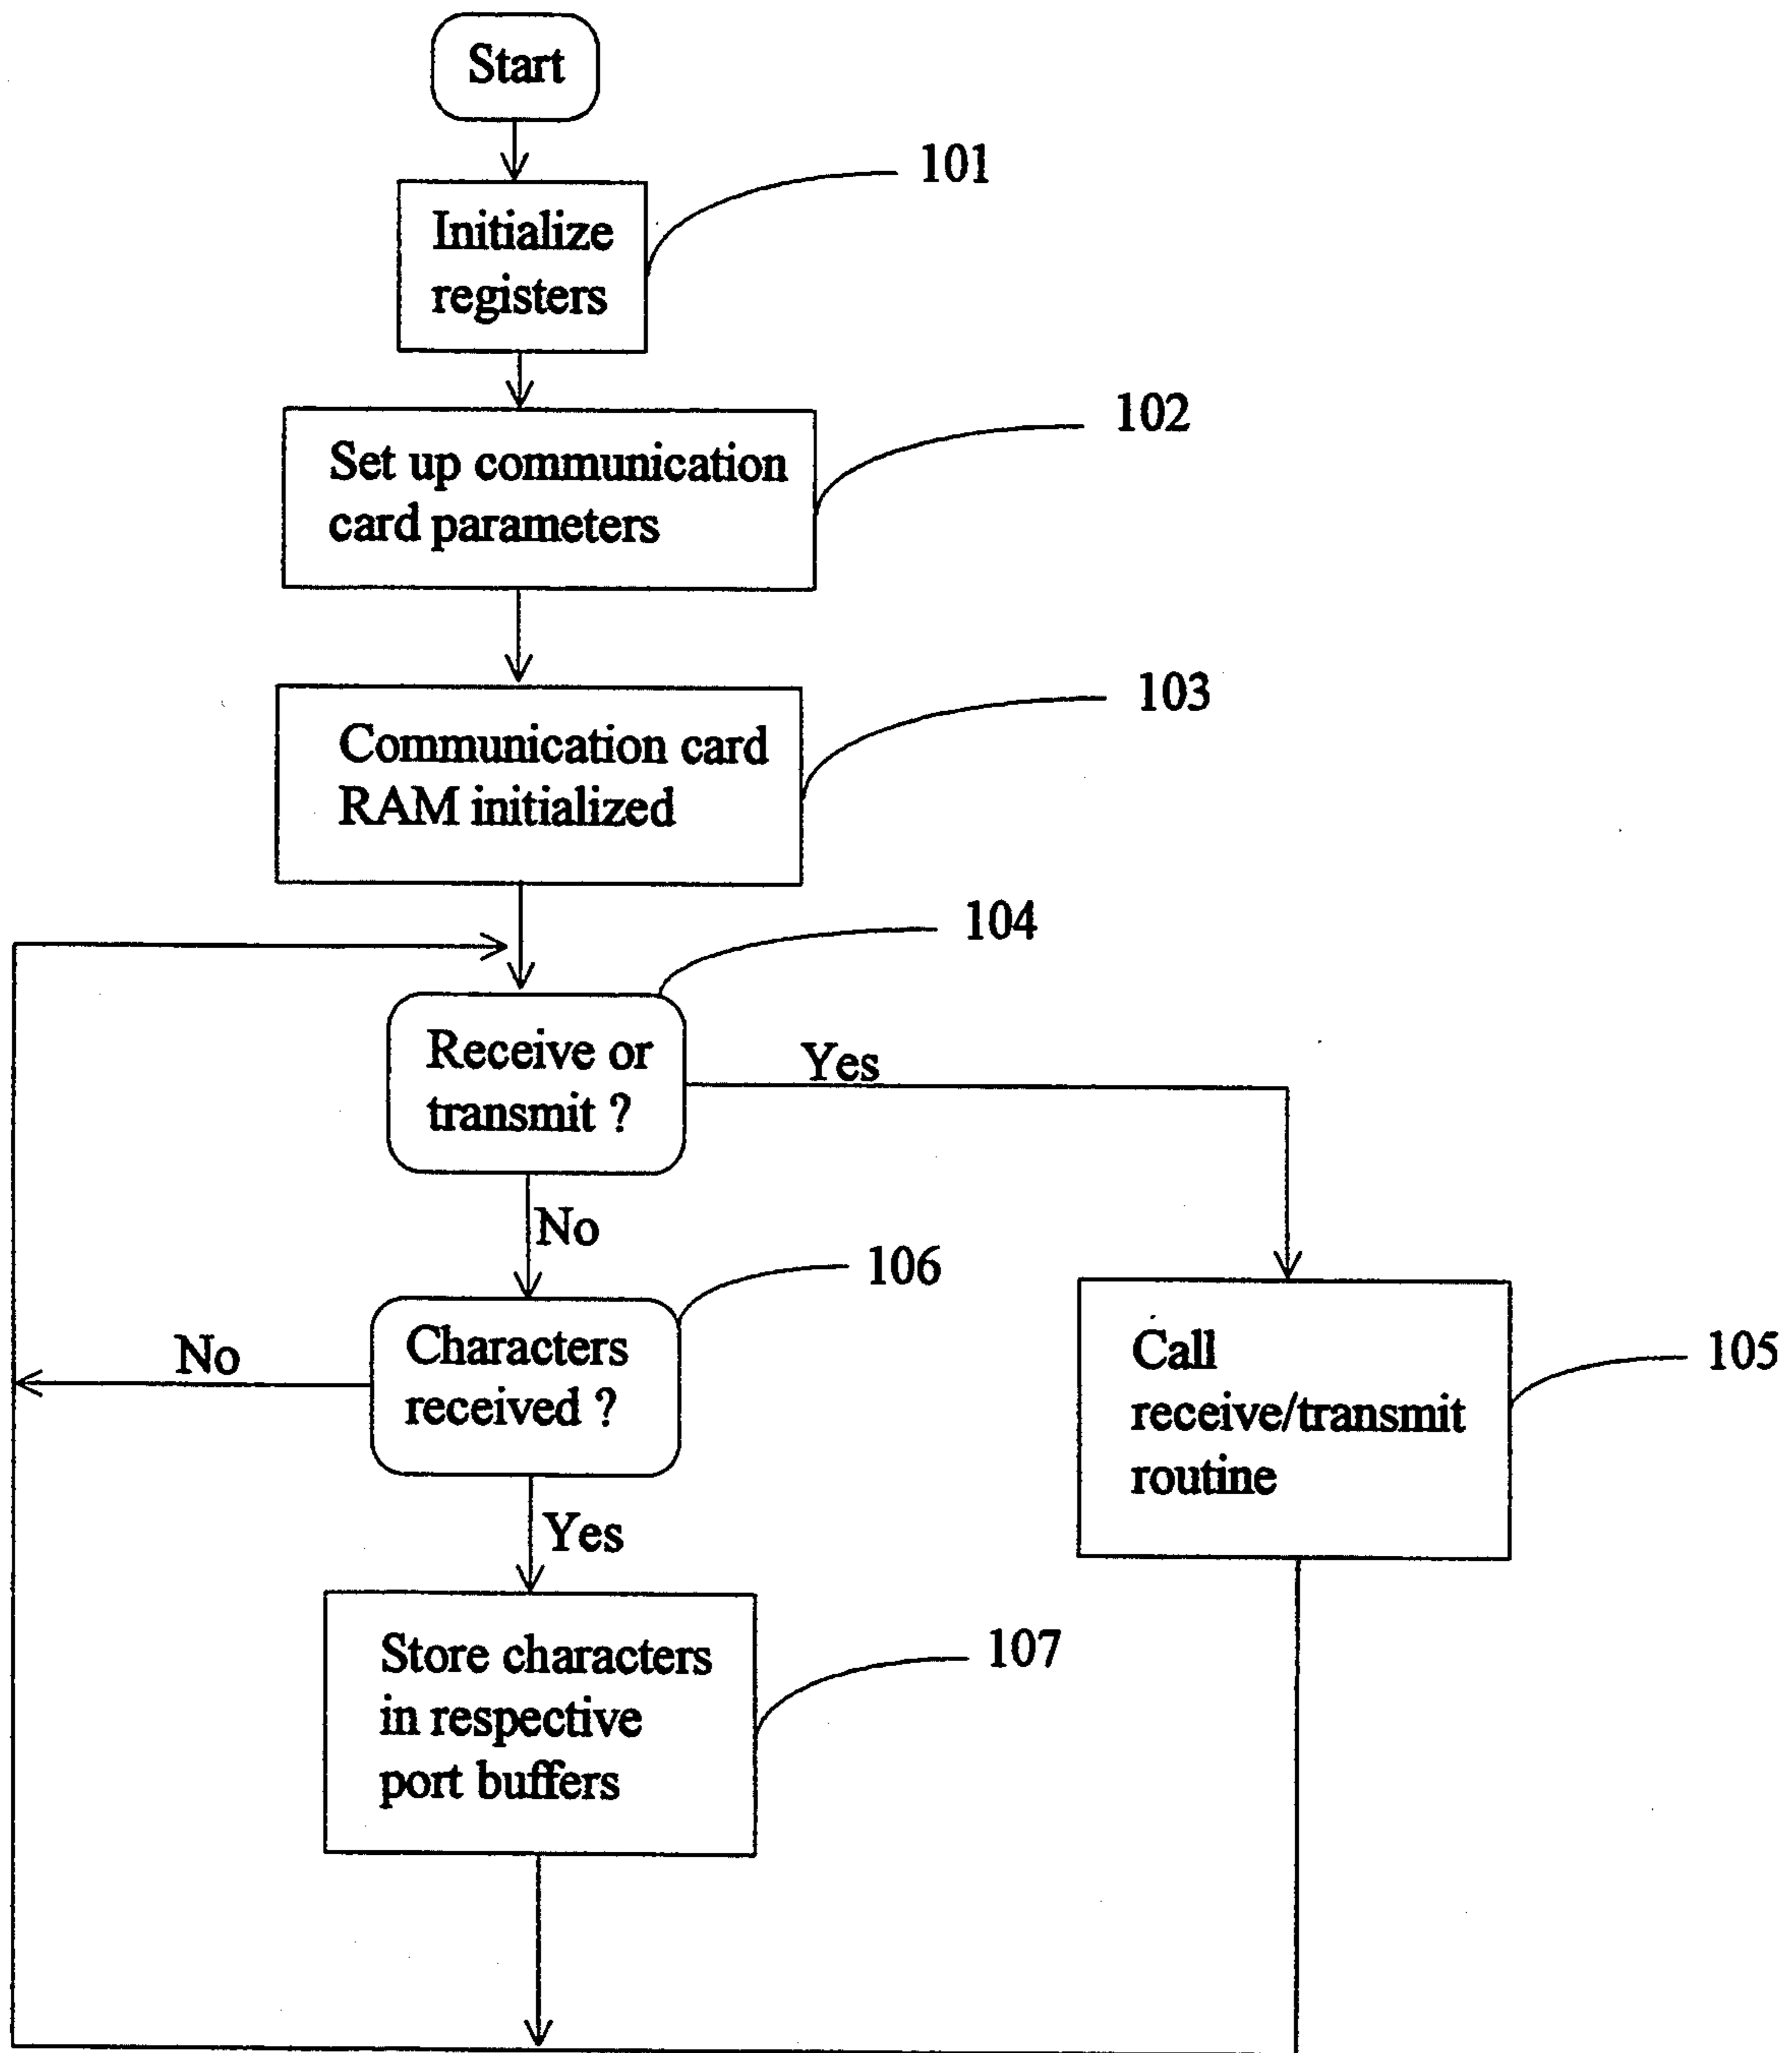 Start
101
Initialize
registers
102
Set up communication
card parameters
103
Communication card
RAM initialized
104
Receive or
transmit ?
Yes
No
106
Characters
received ?
No
105
Call
receive/transmit
routine
Yes
107
Store characters
in respective
port buffers